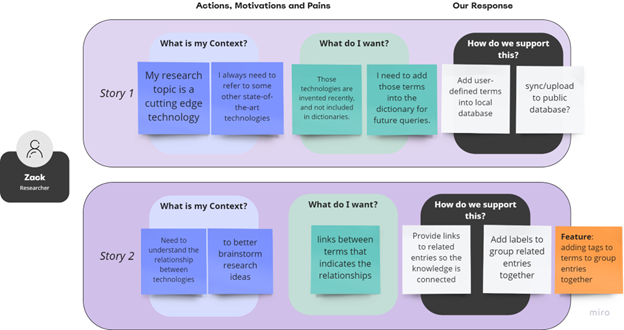 Actions, Motivations and Pains
Our Response
Zack
Researcher
Story 1
What is my Context?
My research
topic is a
cutting edge
technology
I always need to
refer to some
other state-of-
the-art
technologies
What do I want?
Those
technologies are
invented recently,
and not included in
dictionaries.
I need to add
those terms
into the
dictionary for
future queries.
How do we support
this?
Add user-
defined terms
into local
database
sync/upload
to public
database?
Story 2
What is my Context?
Need to
understand the
relationship
between
technologies
to better
brainstorm
research
ideas
What do I want?
links between
terms that
indicates the
relationships
How do we support
this?
Provide links
to related
entries so the
knowledge is
connected
Add labels to
group related
entries
together
Feature:
adding tags to
terms to group
entries
together
miro